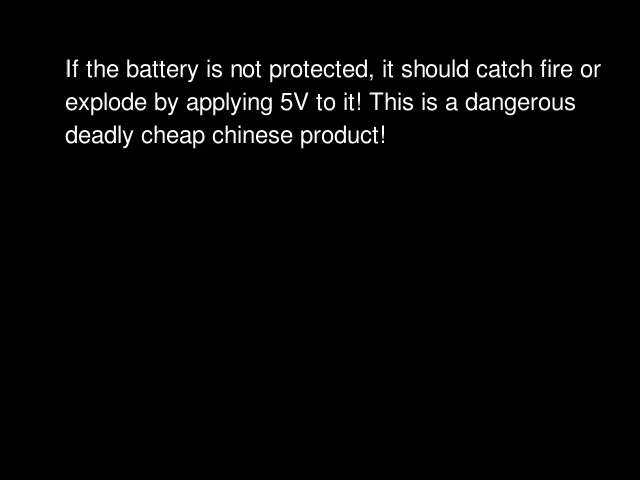 If the battery is not protected, it should catch fire or
explode by applying 5V to it! This is a dangerous
deadly cheap chinese product!